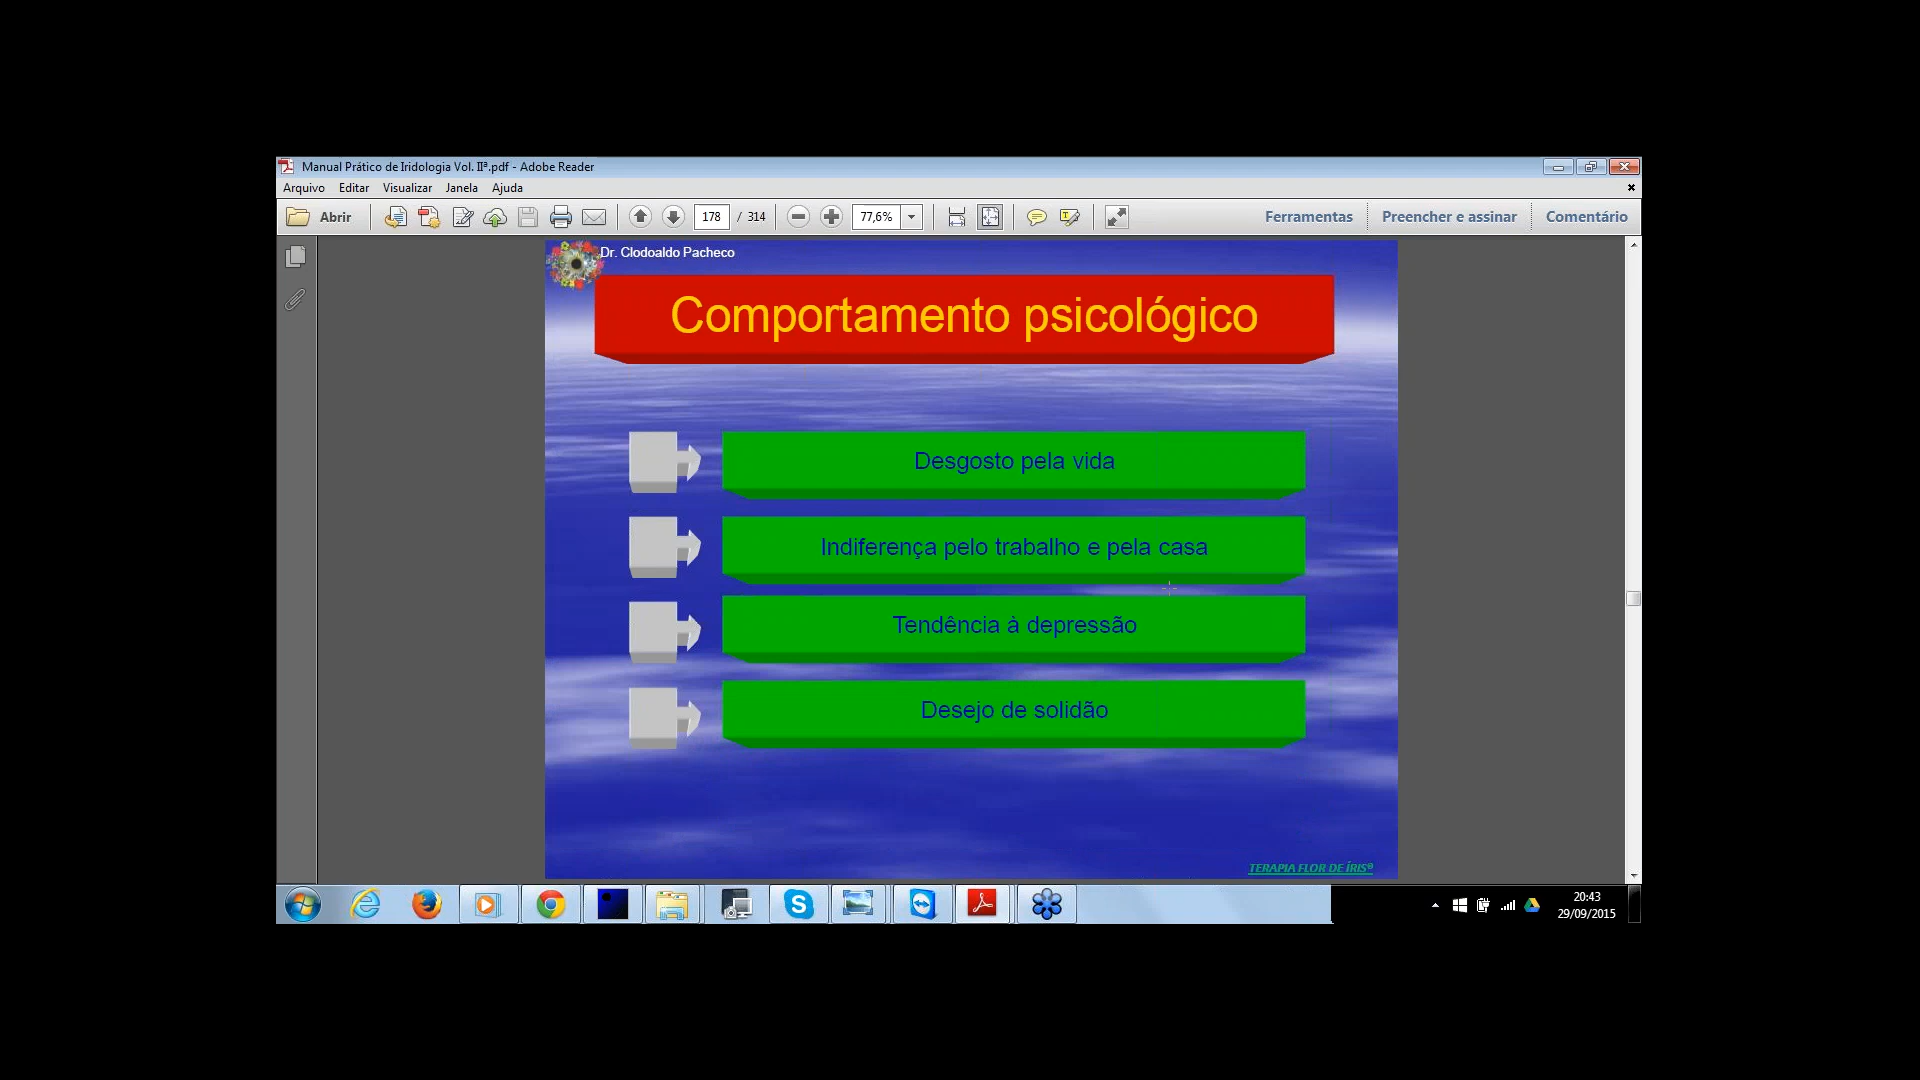 Manual Prático de Iridologia Vol. IIª.pdf - Adobe Reader
Arquivo Editar Visualizar Janela Ajuda
Abrir 178 / 314 77,6% Ferramentas Preencher e assinar Comentário
Dr. Clodoaldo Pacheco
Comportamento psicológico
Desgosto pela vida
Indiferença pelo trabalho e pela casa
Tendência à depressão
Desejo de solidão
TERAPIA FLOR DE ÍRIS®
20:43
29/09/2015